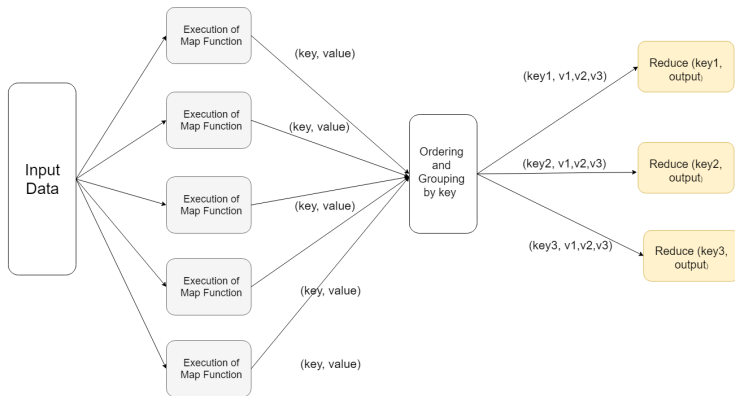 Execution of
Map Function
(key, value)
Execution of
Map Function
(key, value)
Input
Data
Execution of
Map Function
(key, value)
Execution of
Map Function
(key, value)
Execution of
Map Function
(key, value)
Ordering
and
Grouping
by key
(key1, v1,v2,v3)
Reduce (key1,
output)
(key2, v1,v2,v3)
Reduce (key2,
output)
(key3, v1,v2,v3)
Reduce (key3,
output)